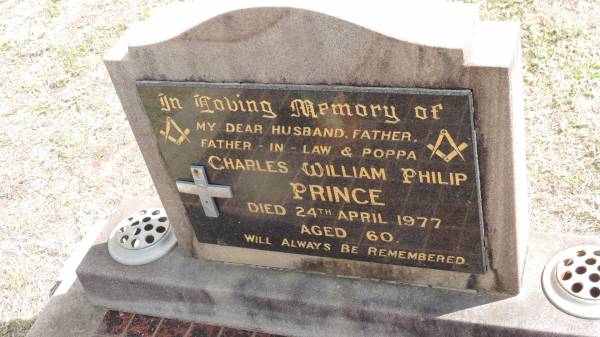 In Loving Memory of
MY DEAR HUSBAND, FATHER,
FATHER - IN - LAW & POPPA
CHARLES WILLIAM PHILIP
PRINCE
DIED 24TH APRIL 1977
AGED 60.
WILL ALWAYS BE REMEMBERED.